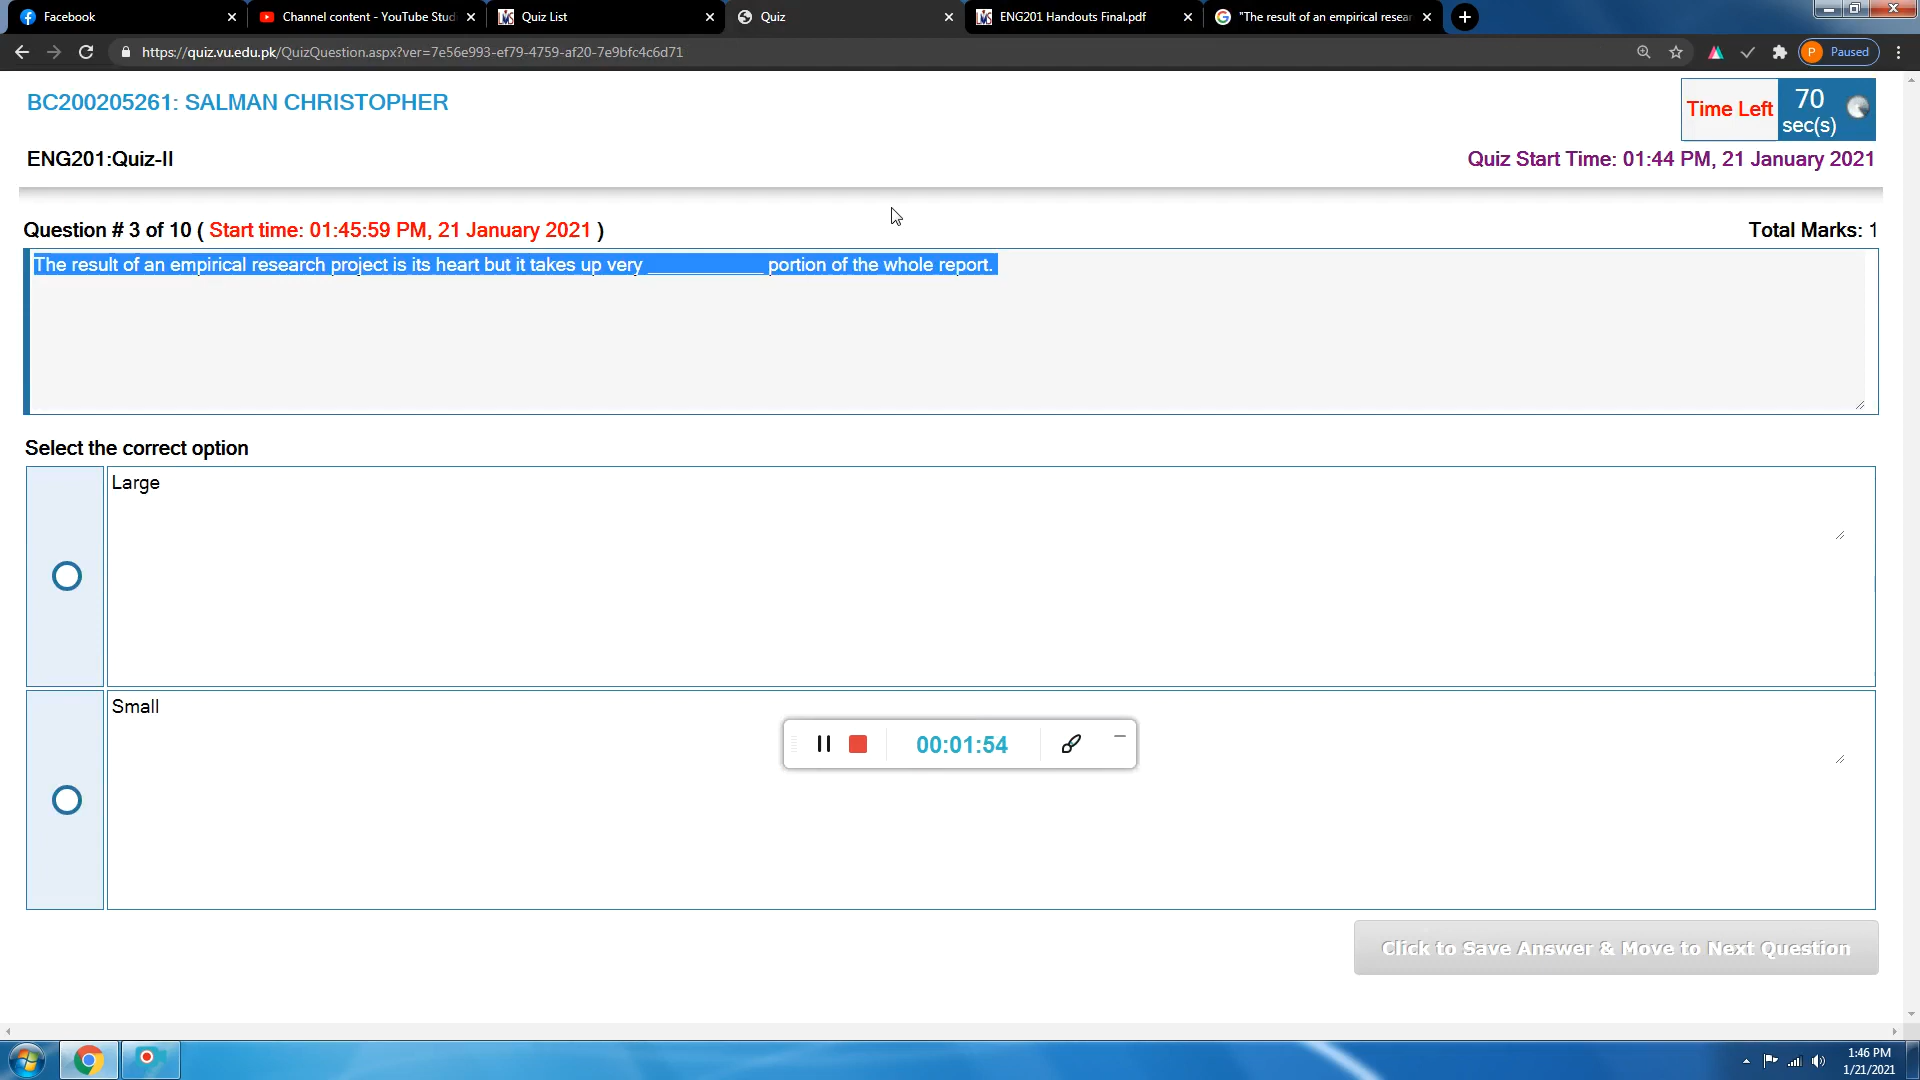 Facebook
Channel content - YouTube Stud
Quiz List
Quiz
ENG201 Handouts Final.pdf
"The result of an empirical resear
https://quiz.vu.edu.pk/QuizQuestion.aspx?ver=7e56e993-ef79-4759-af20-7e9bfc4c6d71
P Paused
BC200205261: SALMAN CHRISTOPHER
Time Left 70 sec(s)
ENG201:Quiz-II
Quiz Start Time: 01:44 PM, 21 January 2021
Question # 3 of 10 ( Start time: 01:45:59 PM, 21 January 2021 )
Total Marks: 1
The result of an empirical research project is its heart but it takes up very ___________ portion of the whole report.
Select the correct option
Large
Small
00:01:54
Click to Save Answer & Move to Next Question
1:46 PM
1/21/2021